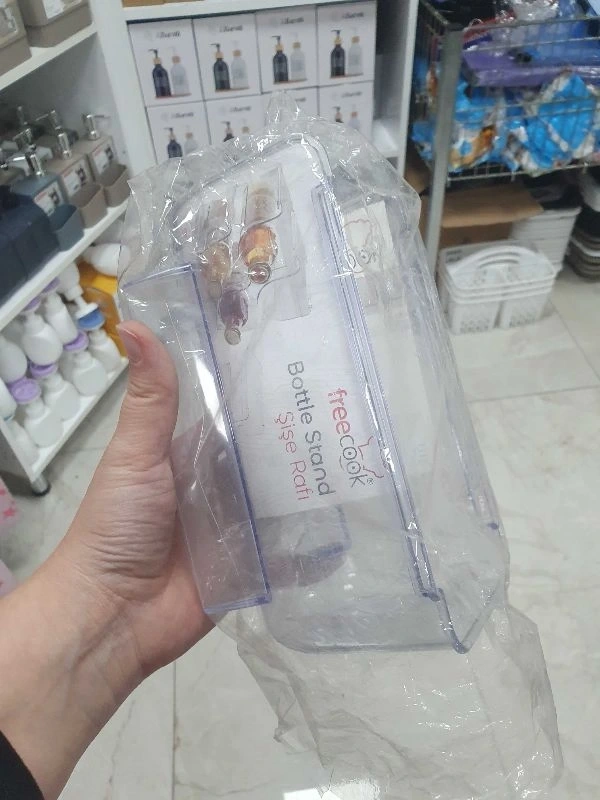 freecook®
Bottle Stand
Şişe Rafı